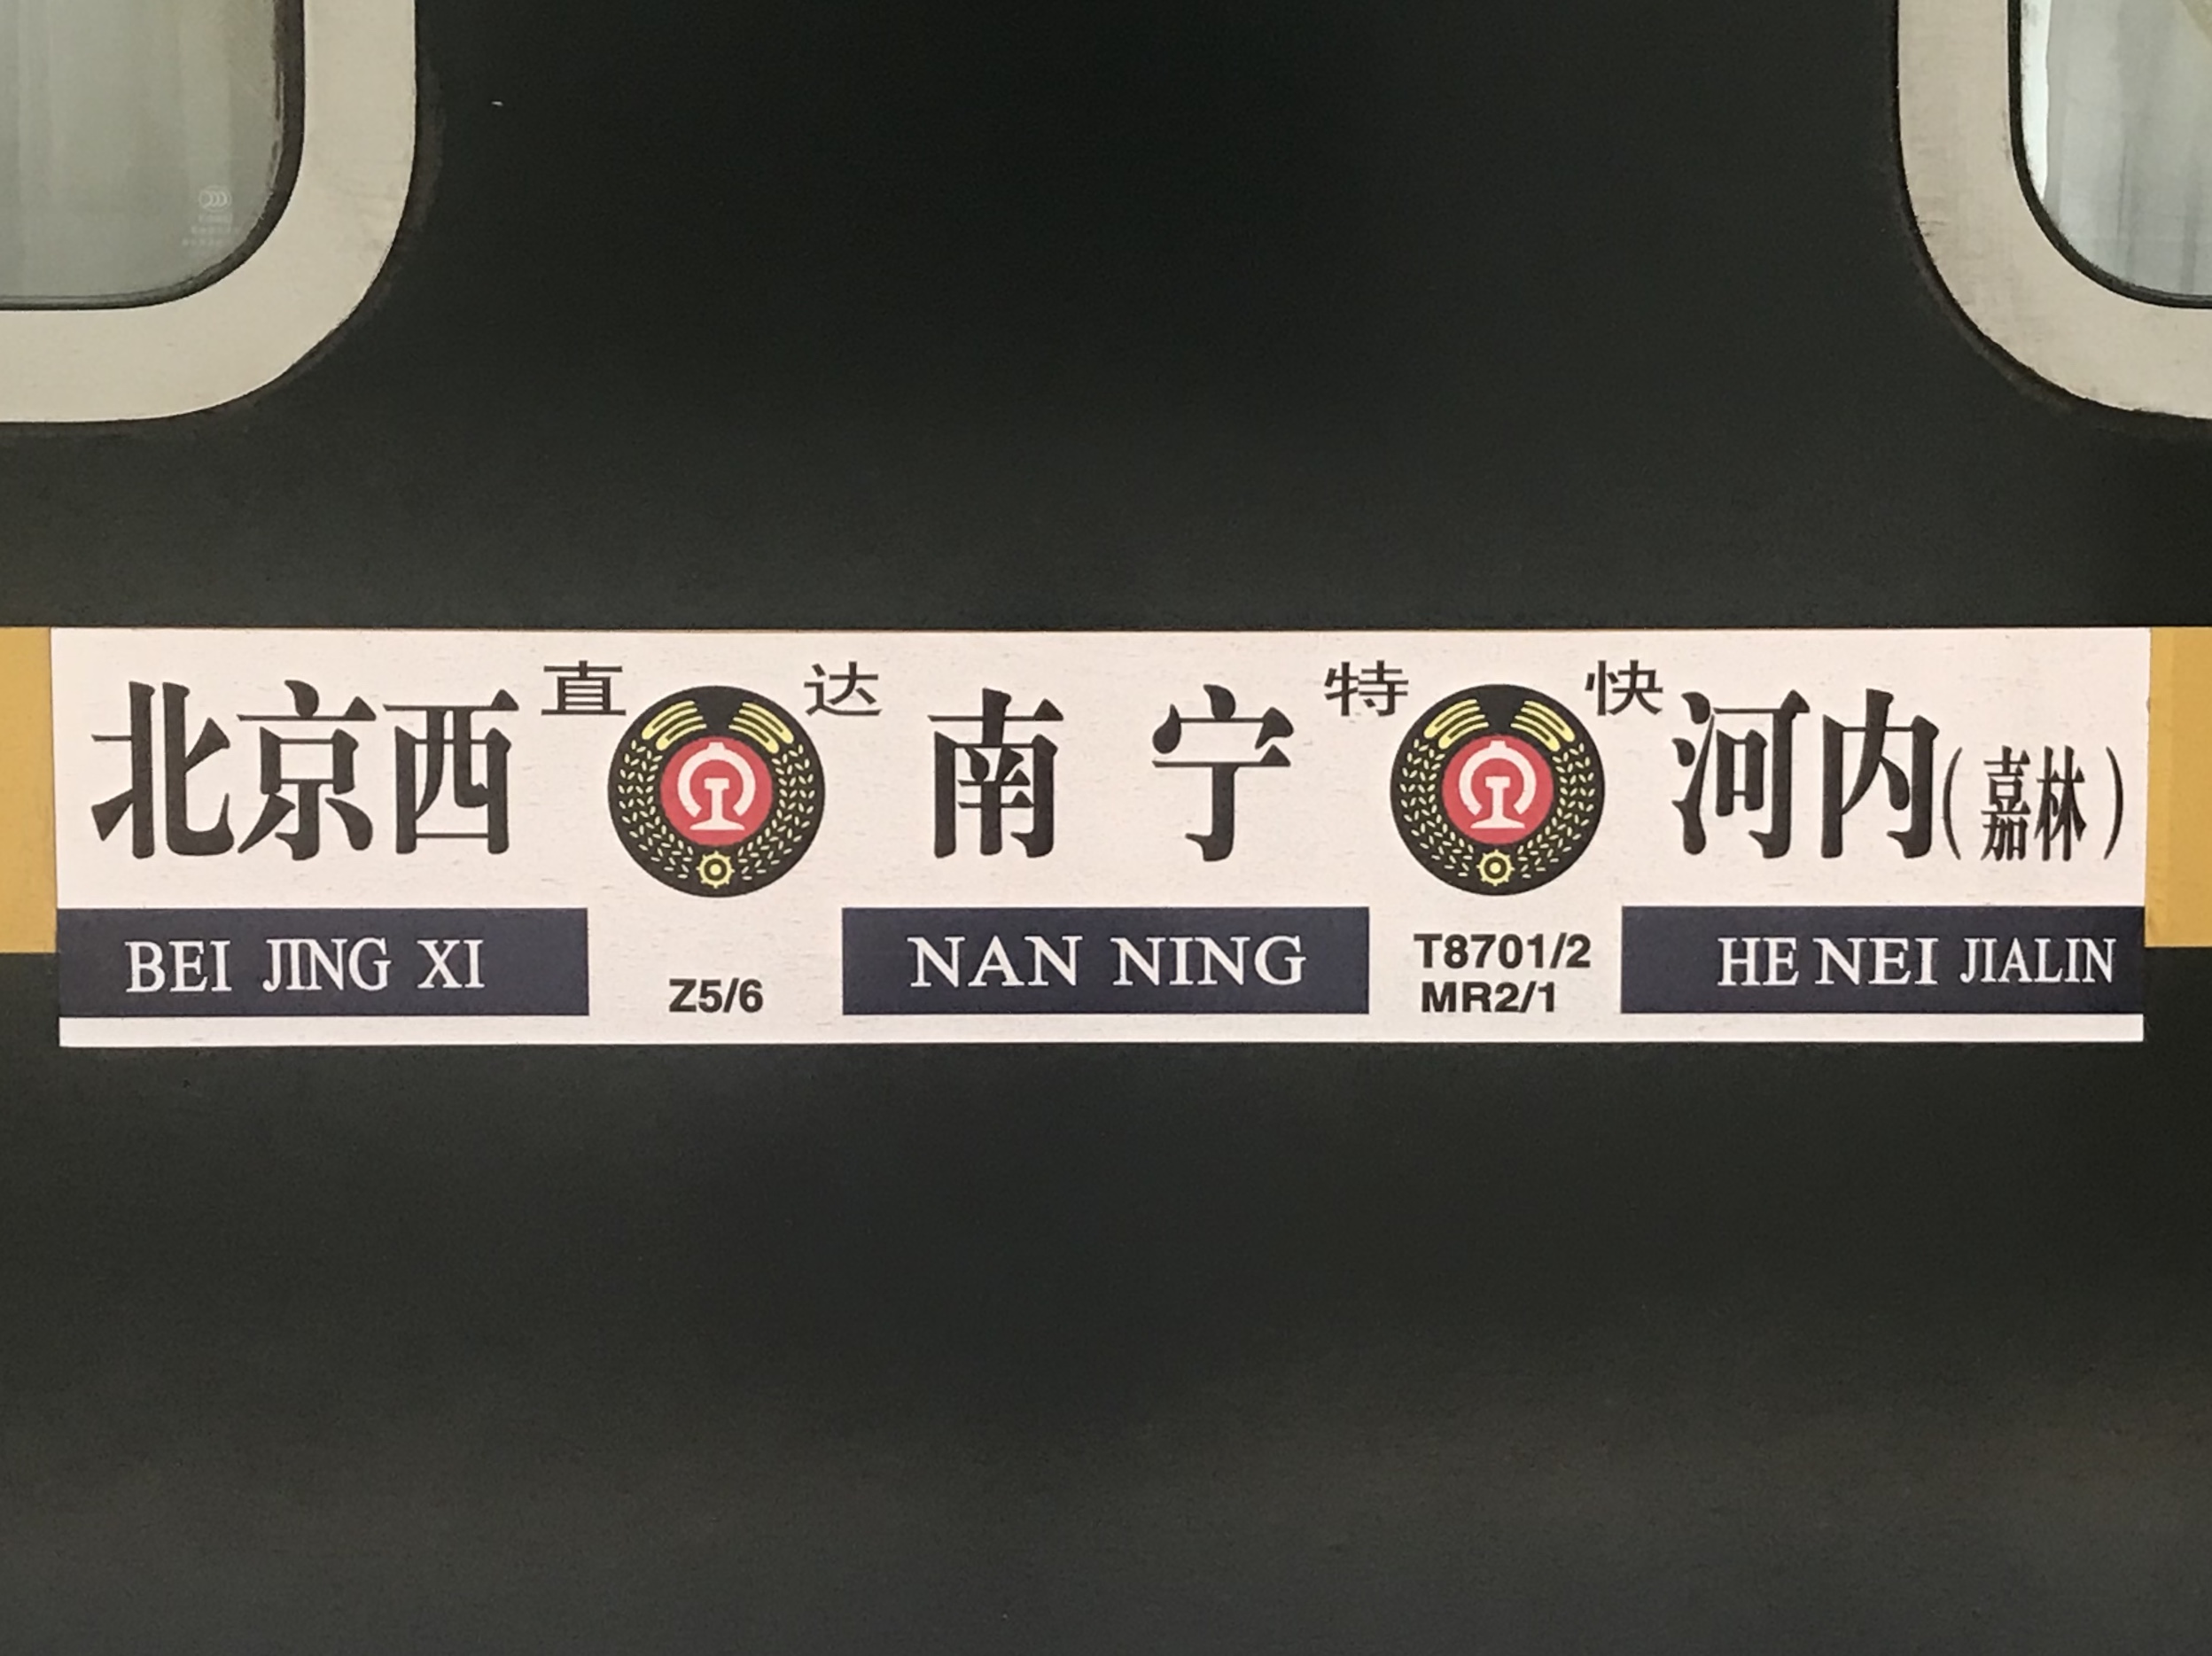 北京西 直达 南宁 特快 河内(嘉林)
BEI JING XI Z5/6 NAN NING T8701/2 HE NEI JIALIN
MR2/1